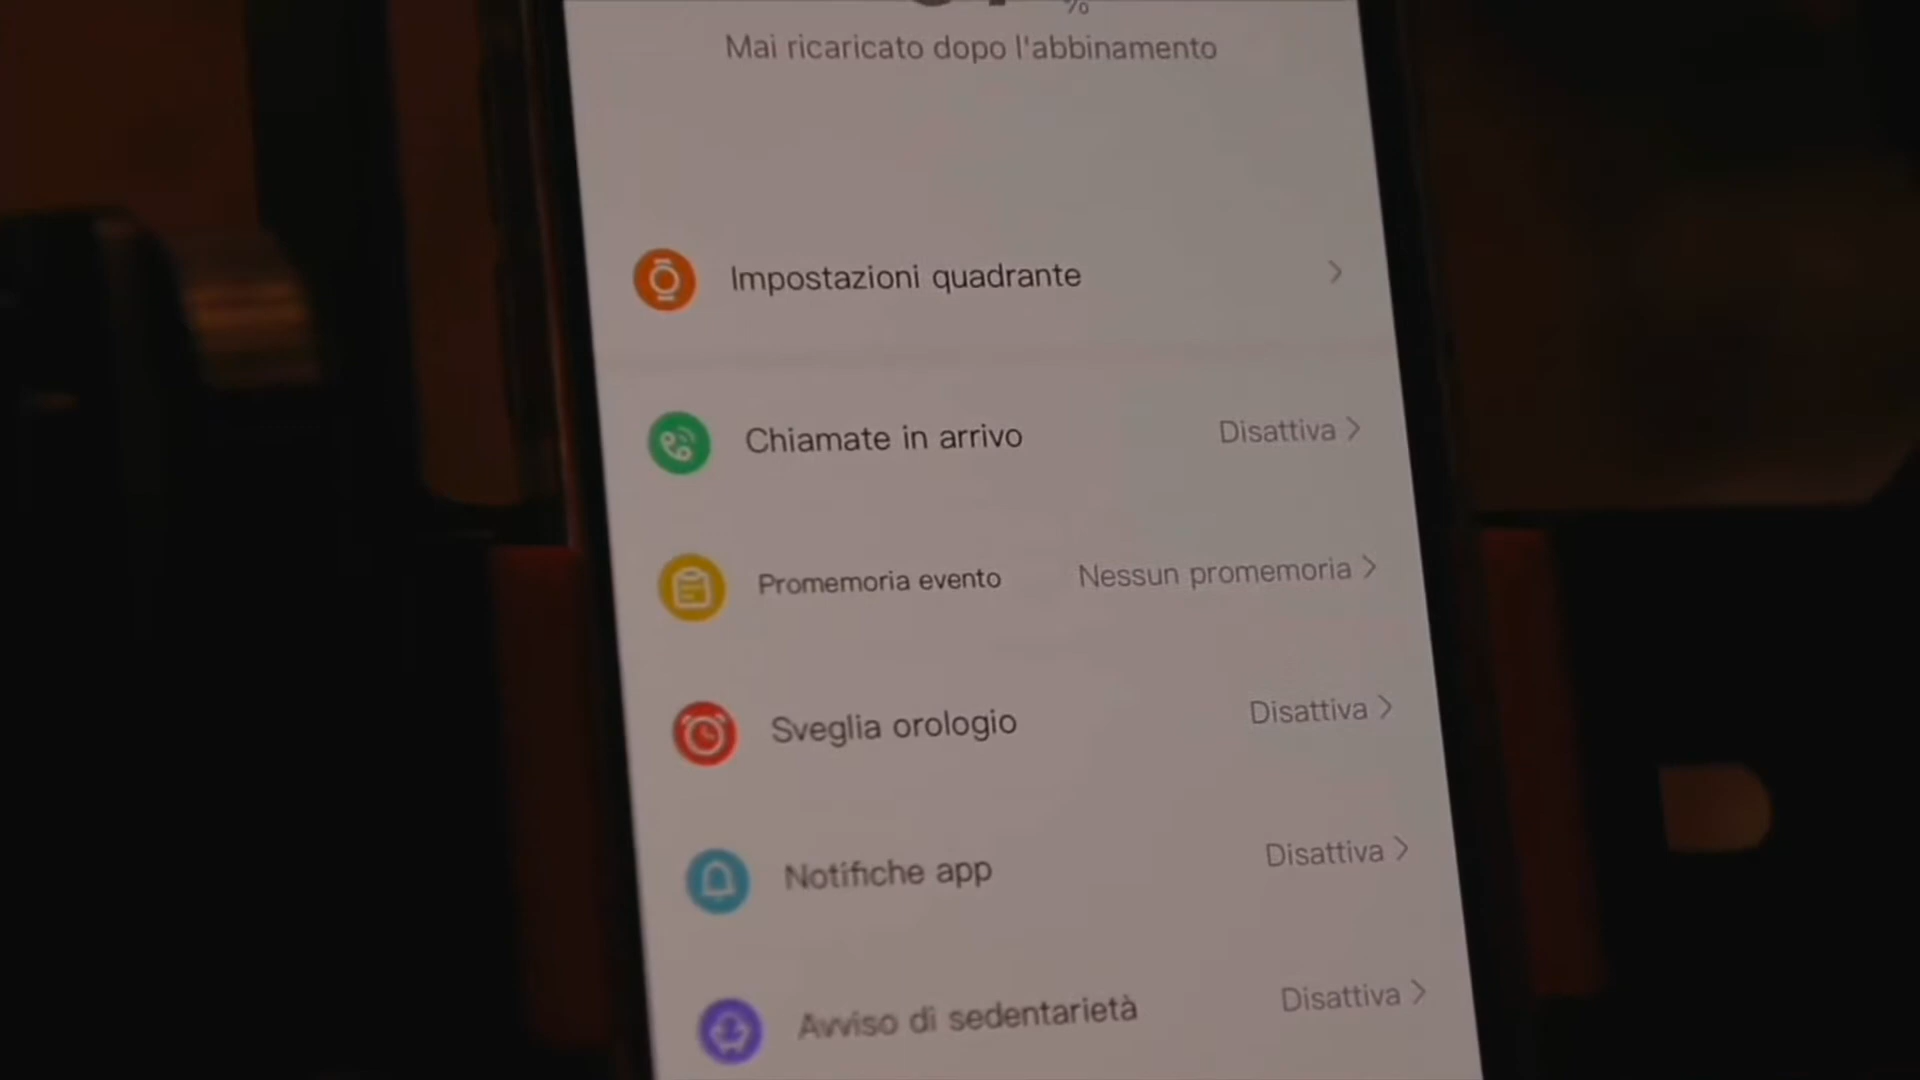 %
Mai ricaricato dopo l'abbinamento
Impostazioni quadrante
Chiamate in arrivo Disattiva
Promemoria evento Nessun promemoria
Sveglia orologio Disattiva
Notifiche app Disattiva
Avviso di sedentarietà Disattiva